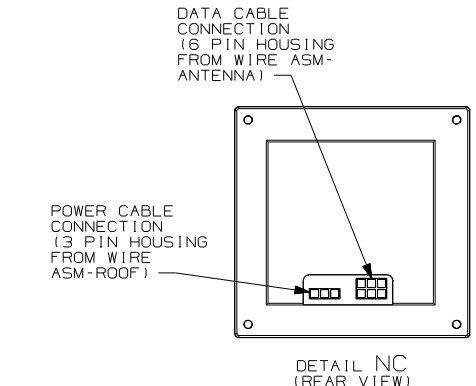 DATA CABLE
CONNECTION
(6 PIN HOUSING
FROM WIRE ASM-
ANTENNA)
POWER CABLE
CONNECTION
(3 PIN HOUSING
FROM WIRE
ASM-ROOF)
DETAIL NC
(REAR VIEW)